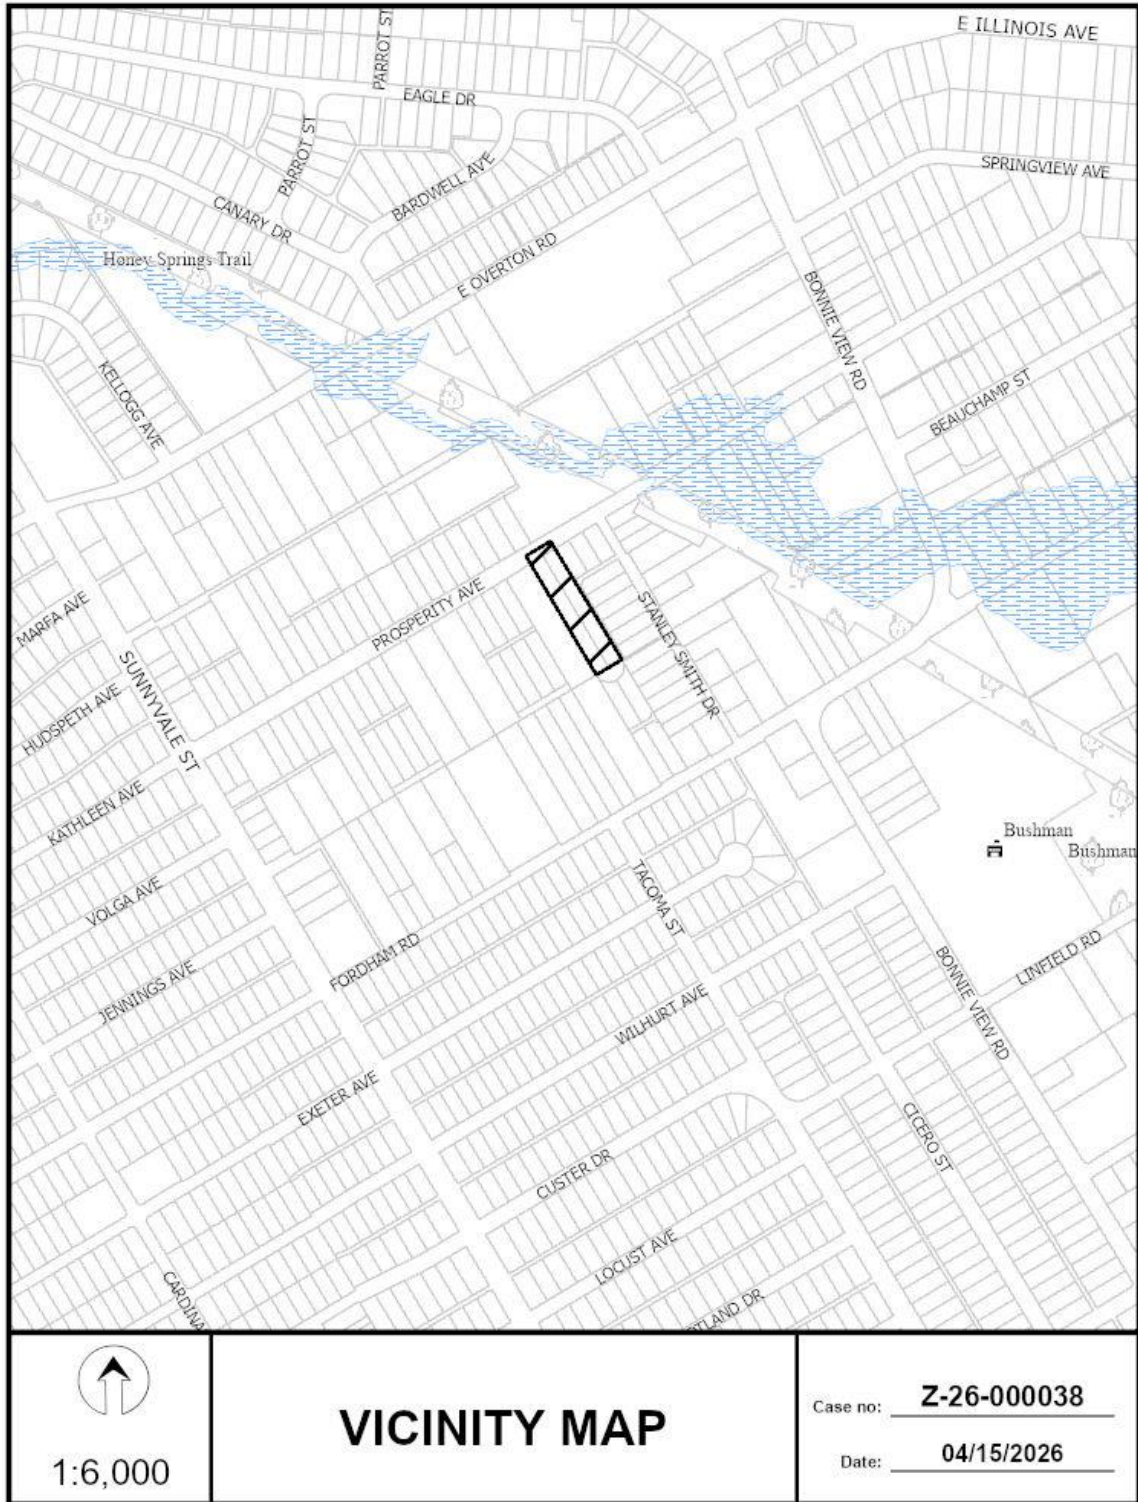 E ILLINOIS AVE
PARROT ST
EAGLE DR
PARROT ST
BARDWELL AVE
SPRINGVIEW AVE
CANARY DR
E OVERTON RD
Honey Springs Trail
BONNIE VIEW RD
KELLOGG AVE
BEAUCHAMP ST
MARFA AVE
PROSPERITY AVE
STANLEY SMITH DR
SUNNYVALE ST
HUDSPETH AVE
KATHLEEN AVE
Bushman
Bushman
VOLGA AVE
TACOMA ST
FORDHAM RD
JENNINGS AVE
LINFIELD RD
BONNIE VIEW RD
WILHURT AVE
EXETER AVE
CICERO ST
CUSTER DR
LOCUST AVE
CARDINA
TLAND DR
1:6,000
VICINITY MAP
Case no: Z-26-000038
Date: 04/15/2026